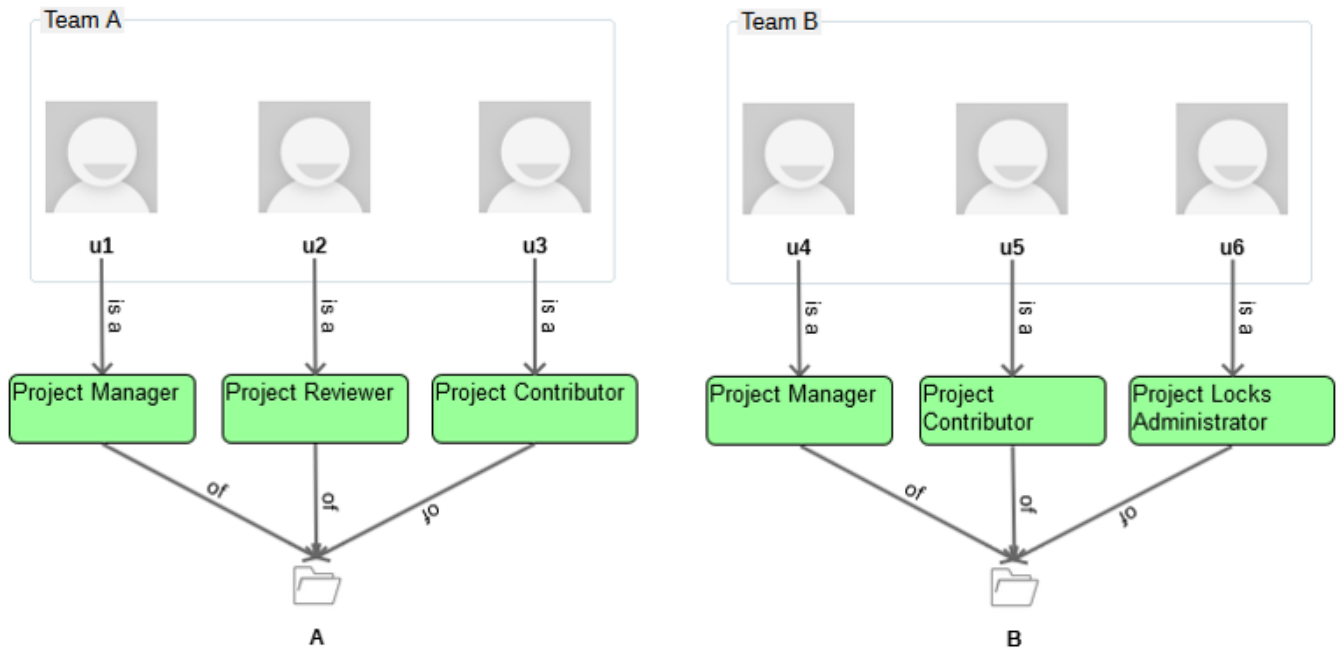 Team A
Team B
u1
u2
u3
u4
u5
u6
is a
is a
is a
is a
is a
is a
Project Manager
Project Reviewer
Project Contributor
Project Manager
Project
Contributor
Project Locks
Administrator
of
of
of
of
of
of
A
B